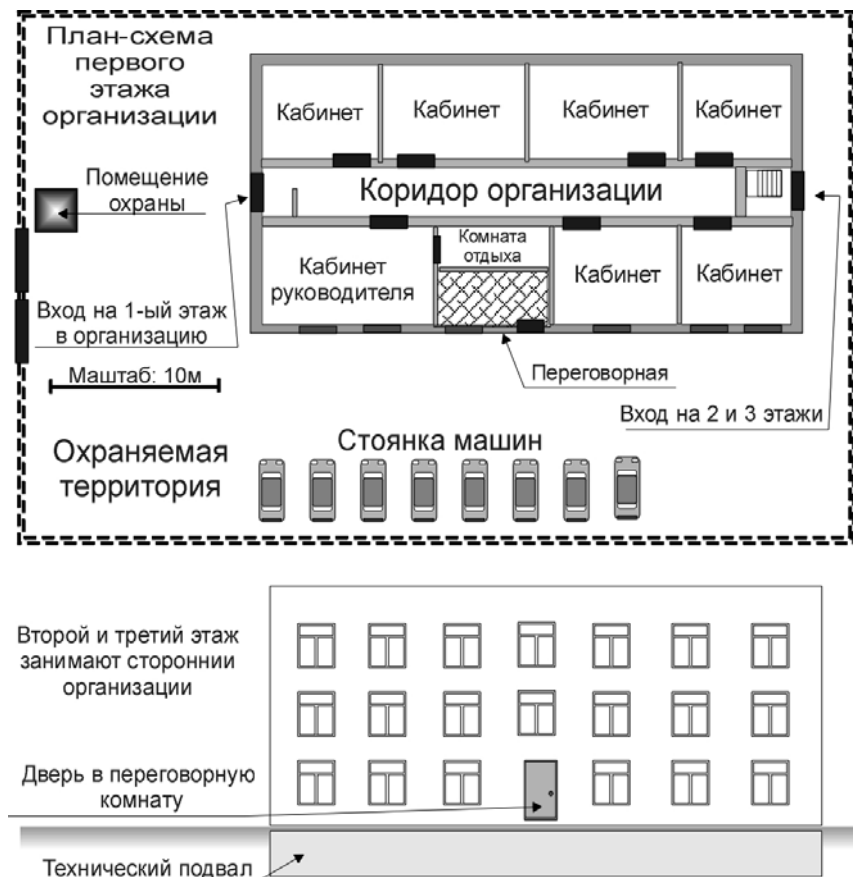 План-схема
первого
этажа
организации
Кабинет
Кабинет
Кабинет
Кабинет
Помещение
охраны
Коридор организации
Комната
отдыха
Кабинет
руководителя
Кабинет
Кабинет
Вход на 1-ый этаж
в организацию
Переговорная
Маштаб: 10м
Вход на 2 и 3 этажи
Стоянка машин
Охраняемая
территория
Второй и третий этаж
занимают стороннии
организации
Дверь в переговорную
комнату
Технический подвал